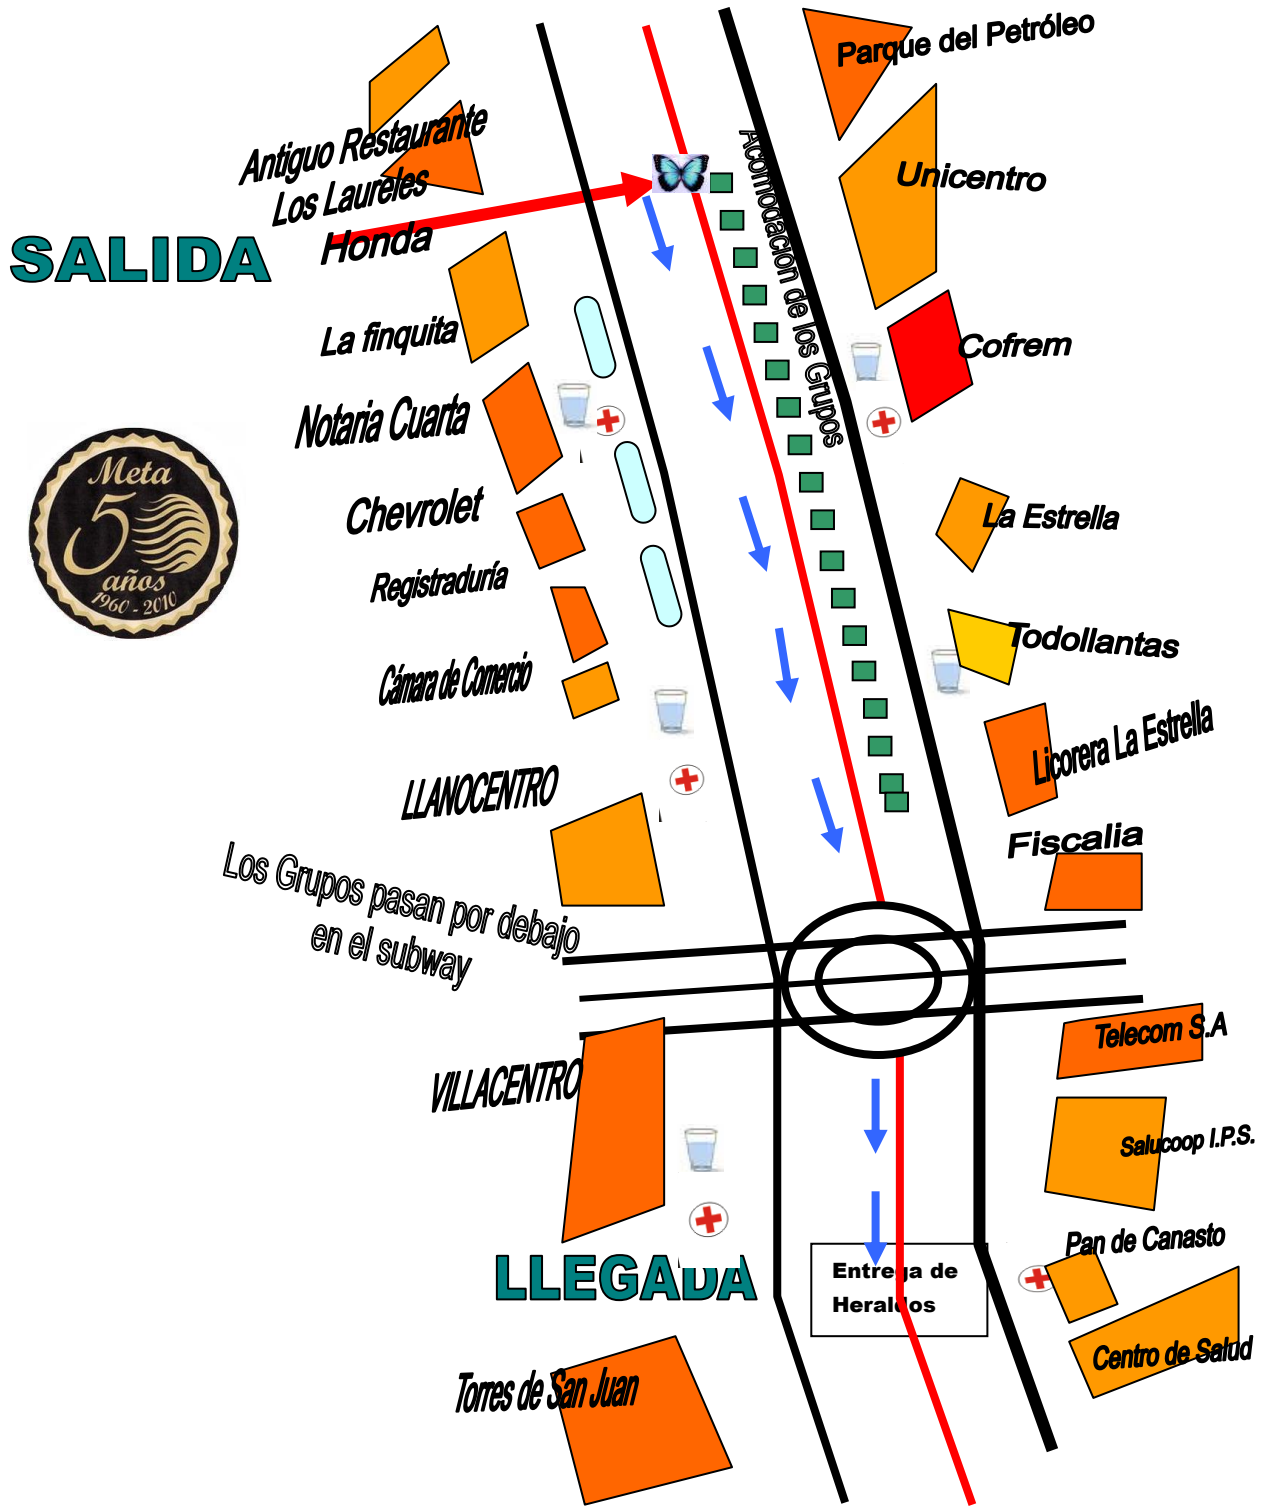 Parque del Petróleo
Antiguo Restaurante
Los Laureles
Unicentro
SALIDA
Honda
Acomodación de los Grupos
La finquita
Cofrem
Notaria Cuarta
Meta
50
años
1960 - 2010
Chevrolet
La Estrella
Registraduría
Todollantas
Cámara de Comercio
Licorera La Estrella
LLANOCENTRO
Fiscalia
Los Grupos pasan por debajo
en el subway
Telecom S.A
VILLACENTRO
Salucoop I.P.S.
Pan de Canasto
LLEGADA
Entrega de
Heraldos
Centro de Salud
Torres de San Juan